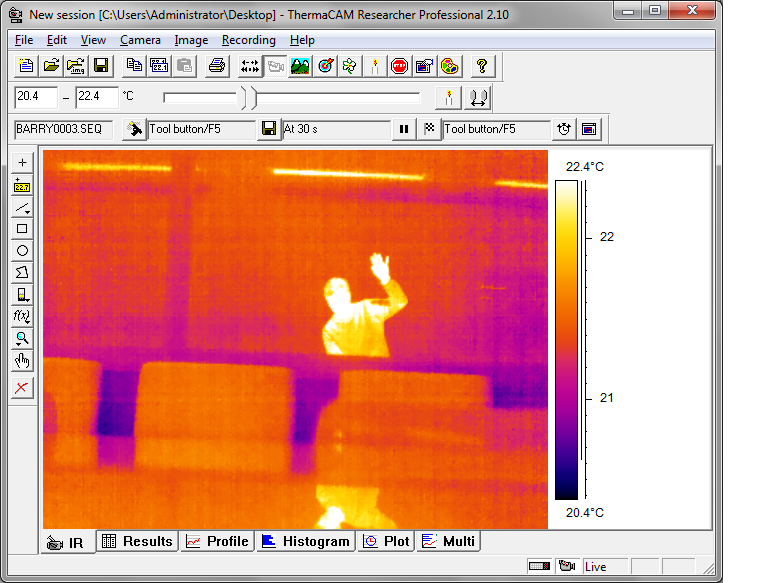 New session [C:\Users\Administrator\Desktop] - ThermaCAM Researcher Professional 2.10
File Edit View Camera Image Recording Help
20.4 – 22.4 °C
BARRY0003.SEQ Tool button/F5 At 30 s Tool button/F5
22.4°C
22
21
20.4°C
22.7
f(x)
IR Results Profile Histogram Plot Multi
Live